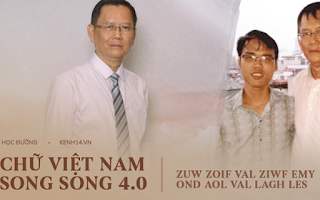 HỌC ĐƯỜNG • KENH14.VN
CHỮ VIỆT NAM
SONG SONG 4.0
ZUW ZOIF VAL ZIWF EMY
OND AOL VAL LAGH LES